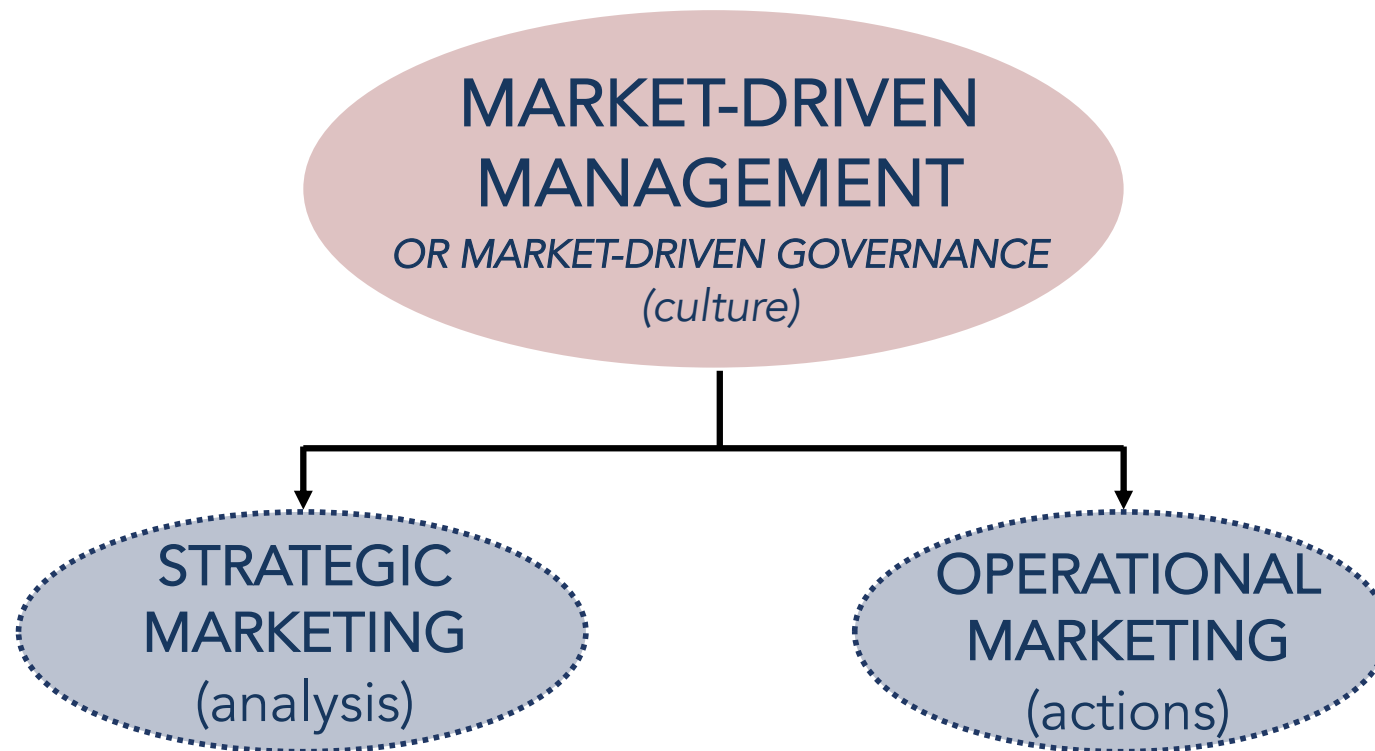 MARKET-DRIVEN
MANAGEMENT
OR MARKET-DRIVEN GOVERNANCE
(culture)
STRATEGIC
MARKETING
(analysis)
OPERATIONAL
MARKETING
(actions)